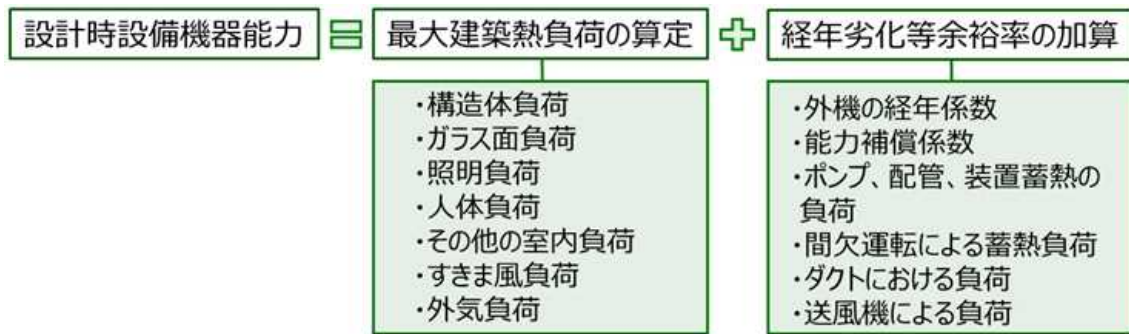 設計時設備機器能力 = 最大建築熱負荷の算定 + 経年劣化等余裕率の加算
・構造体負荷
・ガラス面負荷
・照明負荷
・人体負荷
・その他の室内負荷
・すきま風負荷
・外気負荷
・外機の経年係数
・能力補償係数
・ポンプ、配管、装置蓄熱の
負荷
・間欠運転による蓄熱負荷
・ダクトにおける負荷
・送風機による負荷